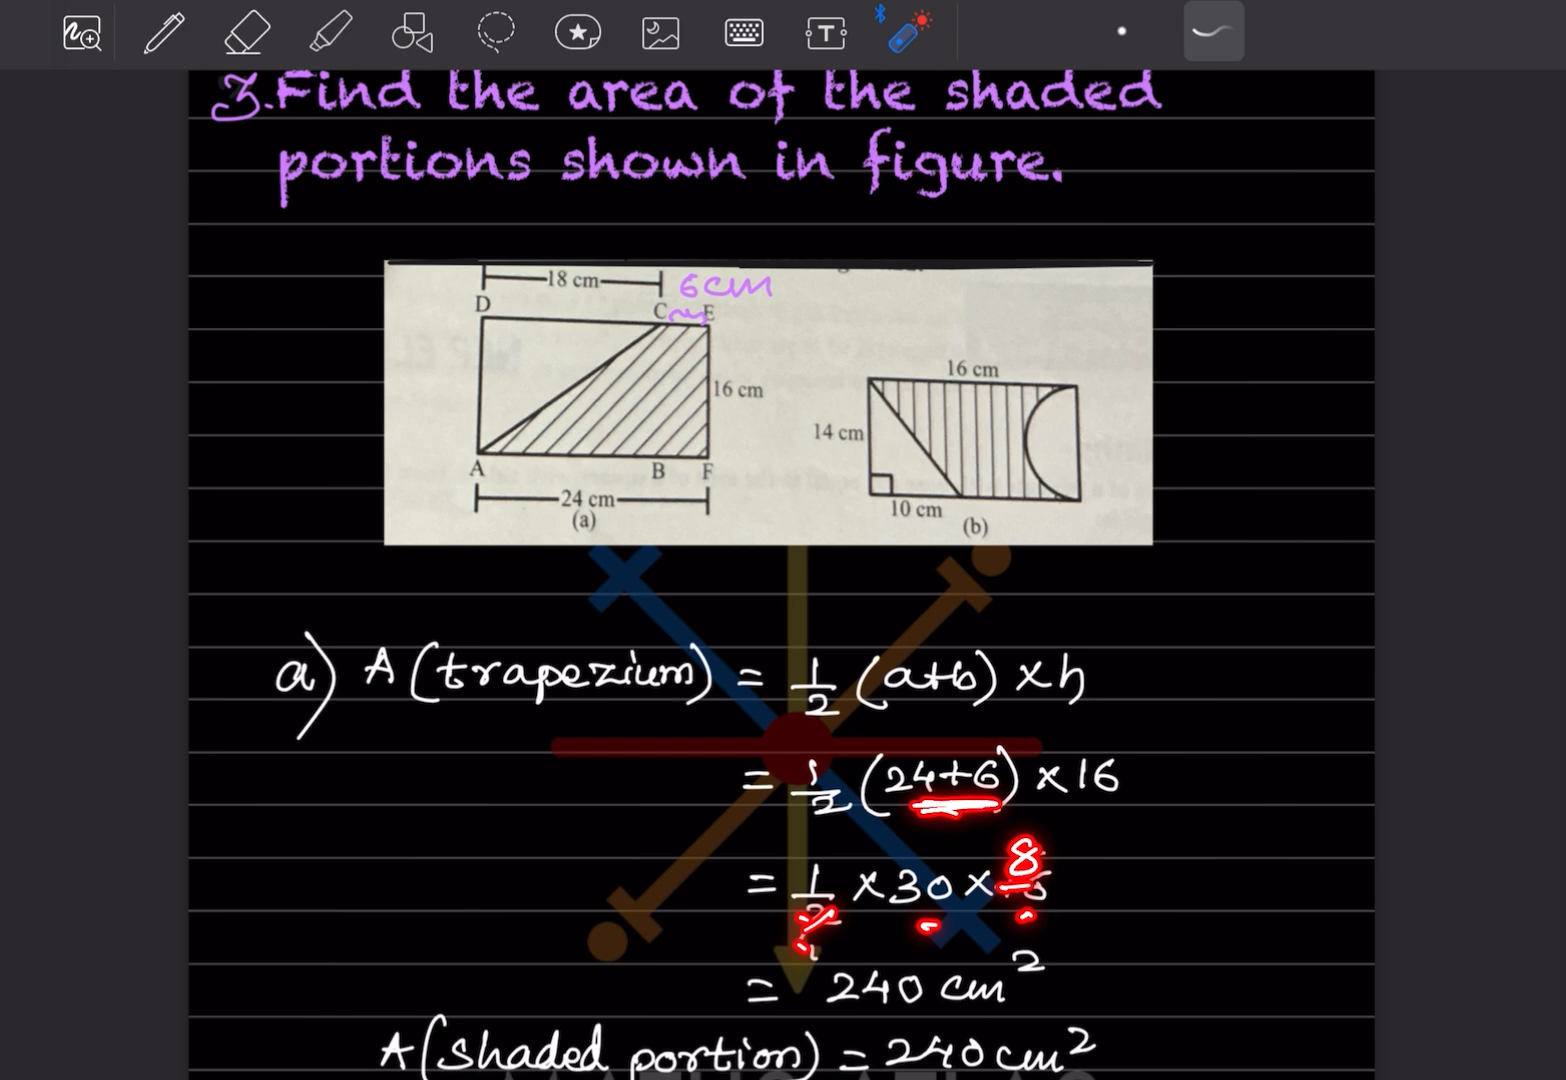 3. Find the area of the shaded
portions shown in figure.
18 cm 6cm
D C E
16 cm
A B F
24 cm
(a)
16 cm
14 cm
10 cm
(b)
a) A (trapezium) = 1/2 (a+b) × h
= 1/2 (24+6) × 16
8
= 1/2 × 30 ×
1
= 240 cm²
A (shaded portion) = 240 cm²